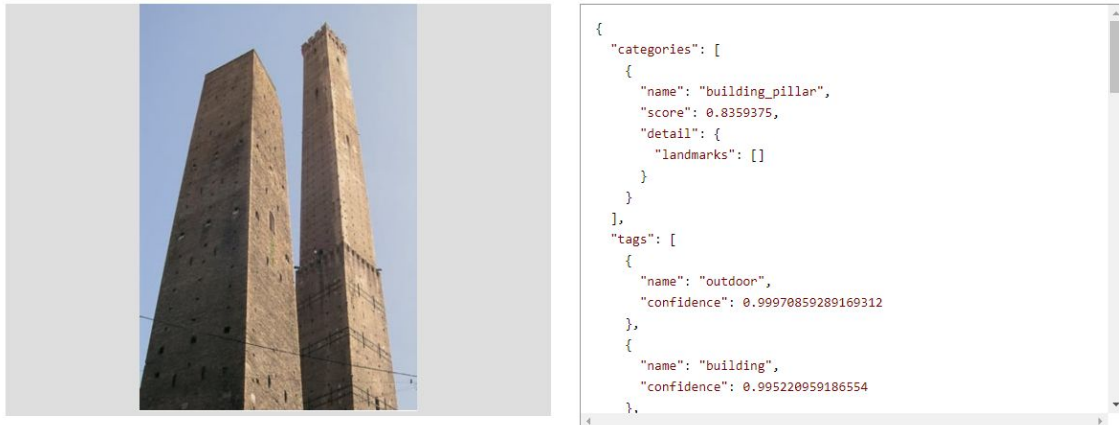 {
"categories": [
{
"name": "building_pillar",
"score": 0.8359375,
"detail": {
"landmarks": []
}
}
],
"tags": [
{
"name": "outdoor",
"confidence": 0.99970859289169312
},
{
"name": "building",
"confidence": 0.995220959186554
},